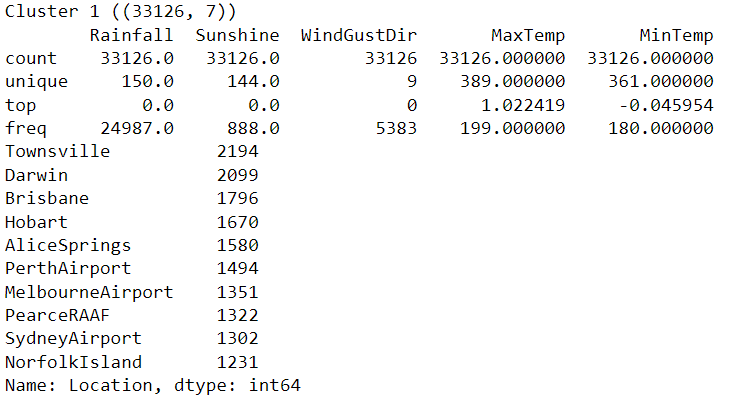 Cluster 1 ((33126, 7))
Rainfall Sunshine WindGustDir MaxTemp MinTemp
count 33126.0 33126.0 33126 33126.000000 33126.000000
unique 150.0 144.0 9 389.000000 361.000000
top 0.0 0.0 0 1.022419 -0.045954
freq 24987.0 888.0 5383 199.000000 180.000000
Townsville 2194
Darwin 2099
Brisbane 1796
Hobart 1670
AliceSprings 1580
PerthAirport 1494
MelbourneAirport 1351
PearceRAAF 1322
SydneyAirport 1302
NorfolkIsland 1231
Name: Location, dtype: int64